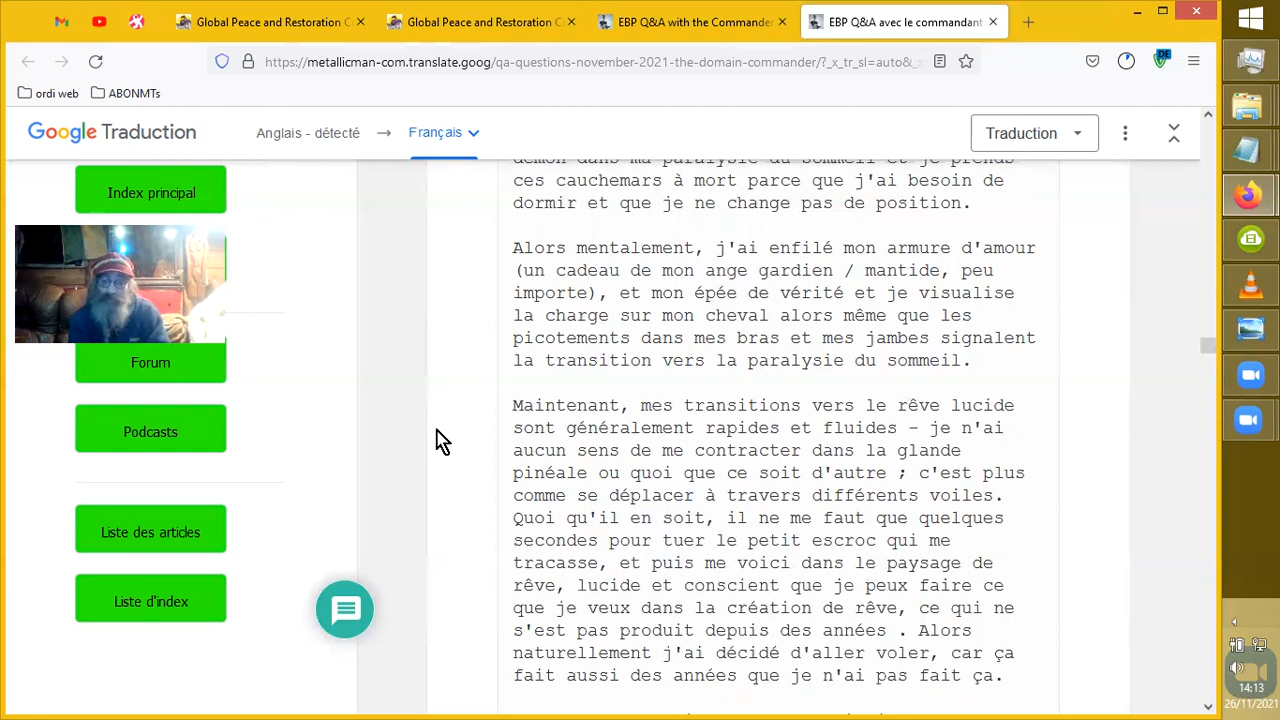 Global Peace and Restoration C
Global Peace and Restoration C
EBP Q&A with the Commander
EBP Q&A avec le commandant
https://metallicman-com.translate.goog/qa-questions-november-2021-the-domain-commander/?_x_tr_sl=auto&_x
DE
ordi web
ABONMTs
Google Traduction
Anglais - détecté
Français
Traduction
Index principal
Forum
Podcasts
Liste des articles
Liste d'index
démon dans ma paralysie du sommeil et je prends
ces cauchemars à mort parce que j'ai besoin de
dormir et que je ne change pas de position.
Alors mentalement, j'ai enfilé mon armure d'amour
(un cadeau de mon ange gardien / mantide, peu
importe), et mon épée de vérité et je visualise
la charge sur mon cheval alors même que les
picotements dans mes bras et mes jambes signalent
la transition vers la paralysie du sommeil.
Maintenant, mes transitions vers le rêve lucide
sont généralement rapides et fluides - je n'ai
aucun sens de me contracter dans la glande
pinéale ou quoi que ce soit d'autre ; c'est plus
comme se déplacer à travers différents voiles.
Quoi qu'il en soit, il ne me faut que quelques
secondes pour tuer le petit escroc qui me
tracasse, et puis me voici dans le paysage de
rêve, lucide et conscient que je peux faire ce
que je veux dans la création de rêve, ce qui ne
s'est pas produit depuis des années . Alors
naturellement j'ai décidé d'aller voler, car ça
fait aussi des années que je n'ai pas fait ça.
14:13
26/11/2021